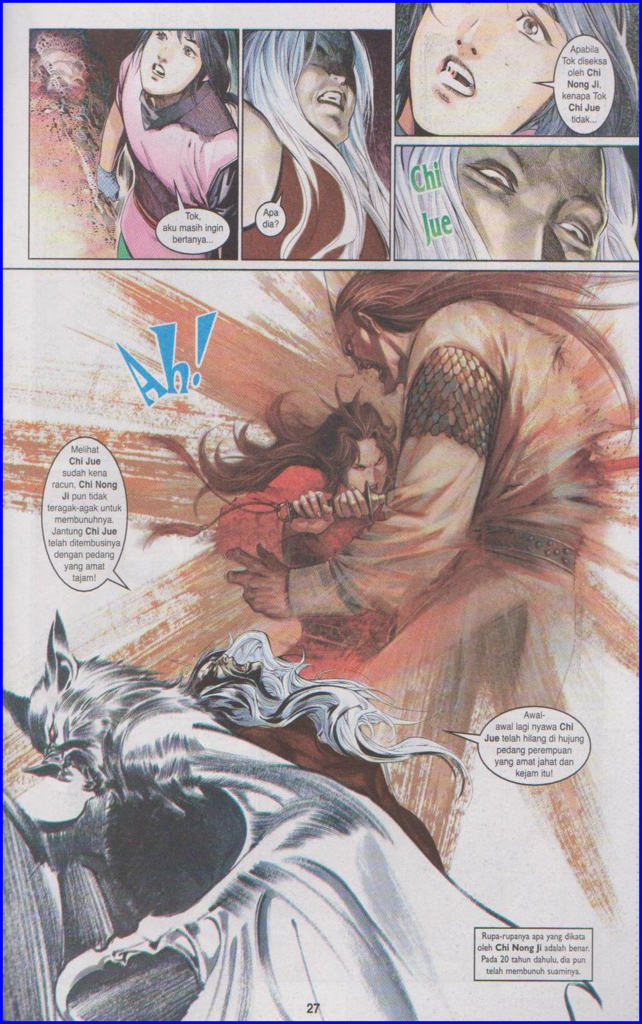 Tok,
aku masih ingin
bertanya...
Apa
dia?
Apabila
Tok diseksa
oleh Chi
Nong Ji,
kenapa Tok
Chi Jue
tidak...
Chi
Jue
Ah!
Melihat
Chi Jue
sudah kena
racun, Chi Nong
Ji pun tidak
teragak-agak untuk
membunuhnya.
Jantung Chi Jue
telah ditembusinya
dengan pedang
yang amat
tajam!
Awal-
awal lagi nyawa Chi
Jue telah hilang di hujung
pedang perempuan
yang amat jahat dan
kejam itu!
Rupa-rupanya apa yang dikata
oleh Chi Nong Ji adalah benar.
Pada 20 tahun dahulu, dia pun
telah membunuh suaminya.
27